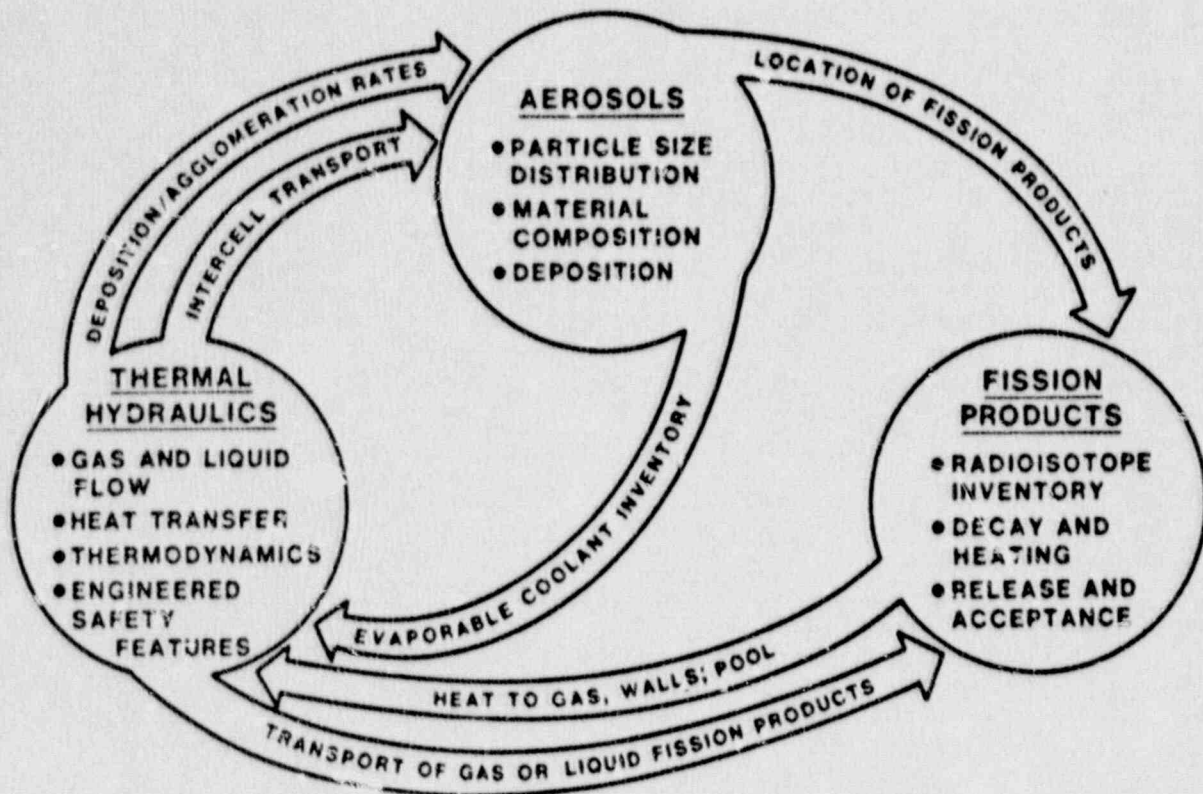 DEPOSITION/AGGLOMERATION RATES
INTERCELL TRANSPORT
AEROSOLS
●PARTICLE SIZE
DISTRIBUTION
●MATERIAL
COMPOSITION
●DEPOSITION
LOCATION OF FISSION PRODUCTS
THERMAL
HYDRAULICS
●GAS AND LIQUID
FLOW
●HEAT TRANSFER
●THERMODYNAMICS
●ENGINEERED
SAFETY
FEATURES
FISSION
PRODUCTS
●RADIOISOTOPE
INVENTORY
●DECAY AND
HEATING
●RELEASE AND
ACCEPTANCE
EVAPORABLE COOLANT INVENTORY
HEAT TO GAS, WALLS; POOL
TRANSPORT OF GAS OR LIQUID FISSION PRODUCTS